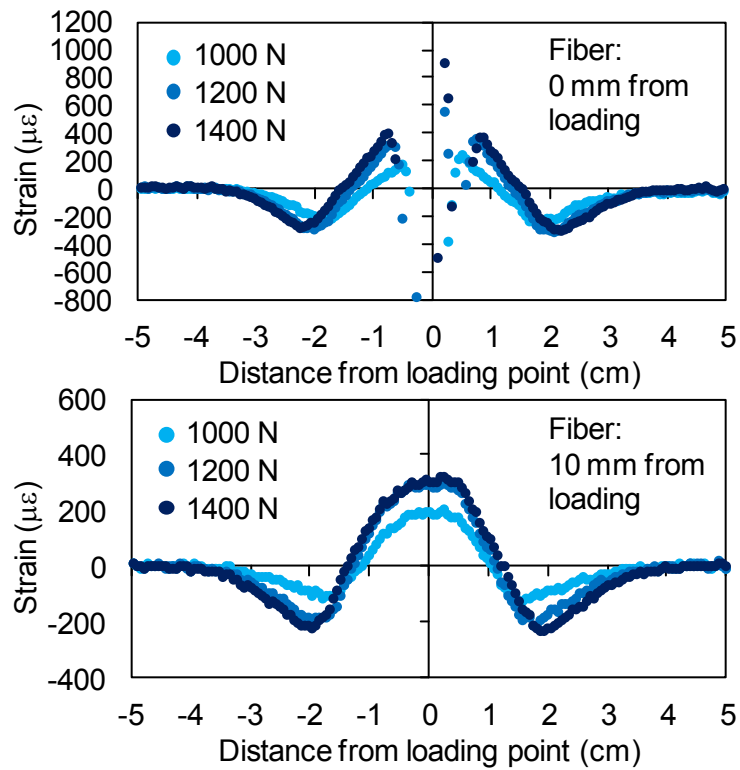 1200
1000
800
600
400
200
0
-200
-400
-600
-800
Strain (με)
1000 N
1200 N
1400 N
Fiber:
0 mm from
loading
-5 -4 -3 -2 -1 0 1 2 3 4 5
Distance from loading point (cm)
600
400
200
0
-200
-400
Strain (με)
1000 N
1200 N
1400 N
Fiber:
10 mm from
loading
-5 -4 -3 -2 -1 0 1 2 3 4 5
Distance from loading point (cm)